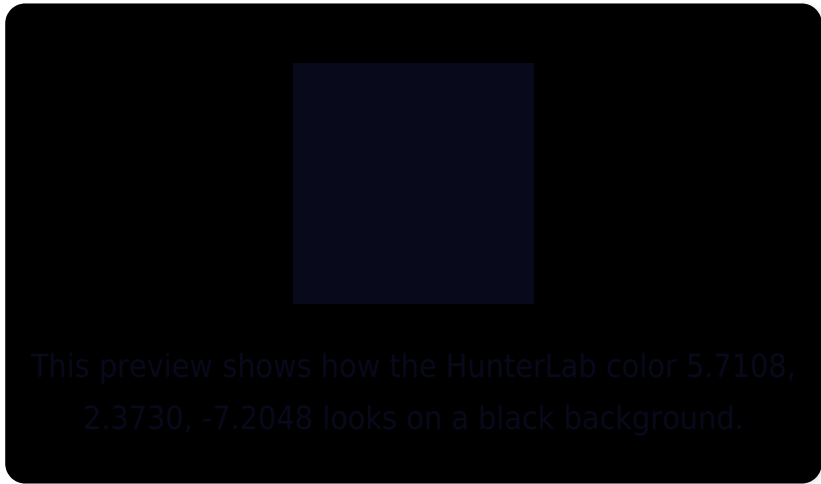 This preview shows how the HunterLab color 5.7108,
2.3730, -7.2048 looks on a black background.